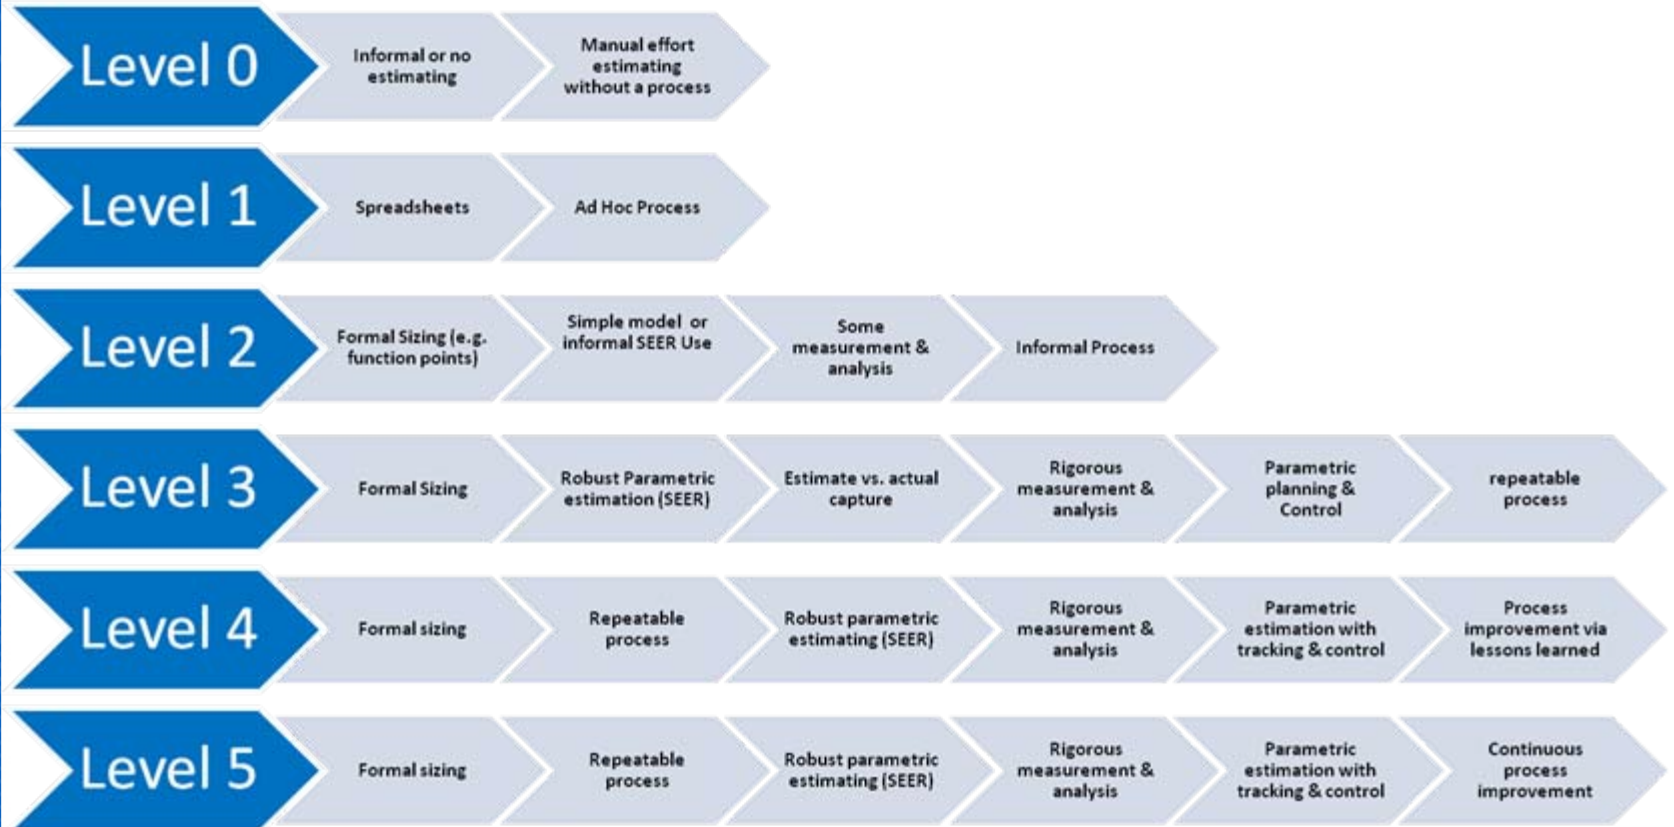 Level 0
Informal or no
estimating
Manual effort
estimating
without a process
Level 1
Spreadsheets
Ad Hoc Process
Level 2
Formal Sizing (e.g.
function points)
Simple model or
informal SEER Use
Some
measurement &
analysis
Informal Process
Level 3
Formal Sizing
Robust Parametric
estimation (SEER)
Estimate vs. actual
capture
Rigorous
measurement &
analysis
Parametric
planning &
Control
repeatable
process
Level 4
Formal sizing
Repeatable
process
Robust parametric
estimating (SEER)
Rigorous
measurement &
analysis
Parametric
estimation with
tracking & control
Process
improvement via
lessons learned
Level 5
Formal sizing
Repeatable
process
Robust parametric
estimating (SEER)
Rigorous
measurement &
analysis
Parametric
estimation with
tracking & control
Continuous
process
improvement